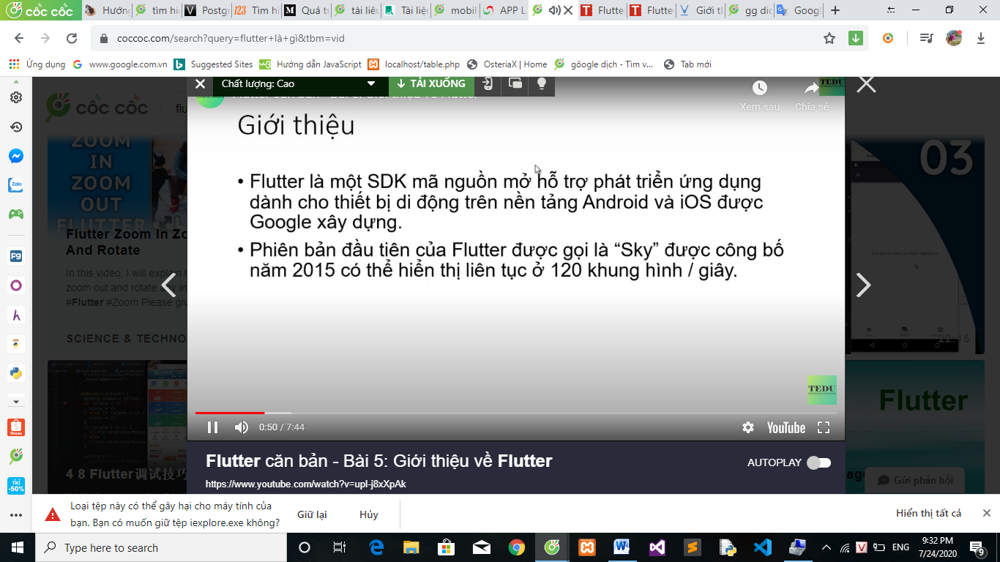 CỐC CỐC
Hướng
tìm hi
Postg
Tìm h
Quá tr
tài liệu
Tài liệu
mobil
APP L
Flutte
Flutte
Giới th
gg dic
Googl
coccoc.com/search?query=flutter+là+gì&tbm=vid
Ứng dụng
www.google.com.vn
Suggested Sites
Hướng dẫn JavaScript
localhost/table.php
OsteriaX | Home
gôogle dịch - Tìm v...
Tab mới
Chất lượng: Cao
TẢI XUỐNG
TEDU
Xem sau
Chia sẻ
cốc cốc
Giới thiệu
• Flutter là một SDK mã nguồn mở hỗ trợ phát triển ứng dụng
dành cho thiết bị di động trên nền tảng Android và iOS được
Google xây dựng.
• Phiên bản đầu tiên của Flutter được gọi là “Sky” được công bố
năm 2015 có thể hiển thị liên tục ở 120 khung hình / giây.
ZOOM
IN
ZOOM
OUT
FLUTTER
Flutter Zoom In Zo
And Rotate
In this video, I will explain
zoom out and rotate any in
#Flutter #Zoom Please giv
SCIENCE & TECHNO
03
22:15
TEDU
0:50 / 7:44
YouTube
Flutter
Flutter căn bản - Bài 5: Giới thiệu về Flutter
AUTOPLAY
https://www.youtube.com/watch?v=upl-j8xXpAk
4 8 Flutter调试技巧
Gửi phản hồi
Loại tệp này có thể gây hại cho máy tính của
bạn. Bạn có muốn giữ tệp iexplore.exe không?
Giữ lại
Hủy
Hiển thị tất cả
Type here to search
ENG
9:32 PM
7/24/2020
9